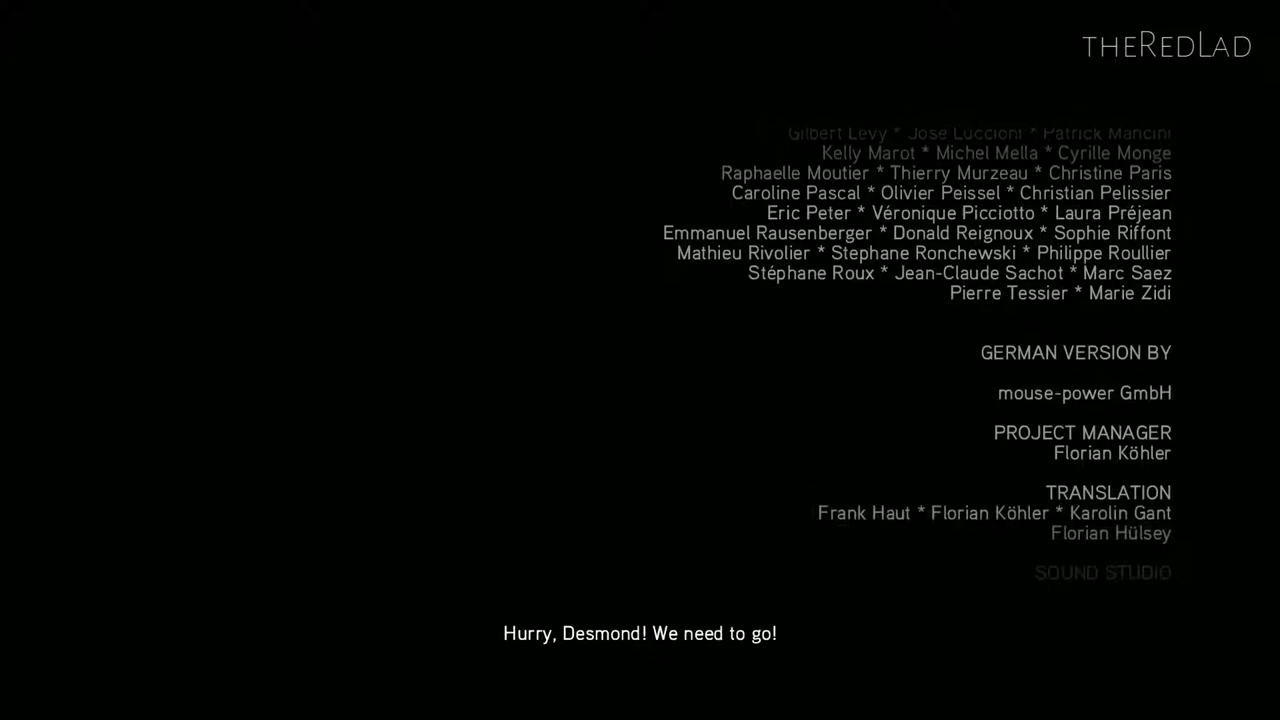 THEREDLAD
Gilbert Levy * Jose Luccioni * Patrick Mancini
Kelly Marot * Michel Mella * Cyrille Monge
Raphaelle Moutier * Thierry Murzeau * Christine Paris
Caroline Pascal * Olivier Peissel * Christian Pelissier
Eric Peter * Véronique Picciotto * Laura Préjean
Emmanuel Rausenberger * Donald Reignoux * Sophie Riffont
Mathieu Rivolier * Stephane Ronchewski * Philippe Roullier
Stéphane Roux * Jean-Claude Sachot * Marc Saez
Pierre Tessier * Marie Zidi
GERMAN VERSION BY
mouse-power GmbH
PROJECT MANAGER
Florian Köhler
TRANSLATION
Frank Haut * Florian Köhler * Karolin Gant
Florian Hülsey
SOUND STUDIO
Hurry, Desmond! We need to go!